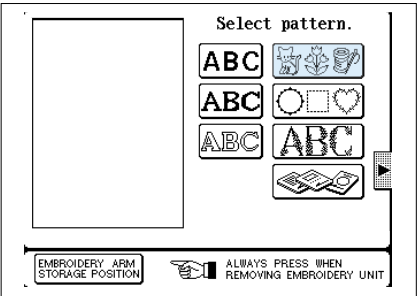 Select pattern.
ABC
ABC
ABC
ABC
EMBROIDERY ARM
STORAGE POSITION
ALWAYS PRESS WHEN
REMOVING EMBROIDERY UNIT